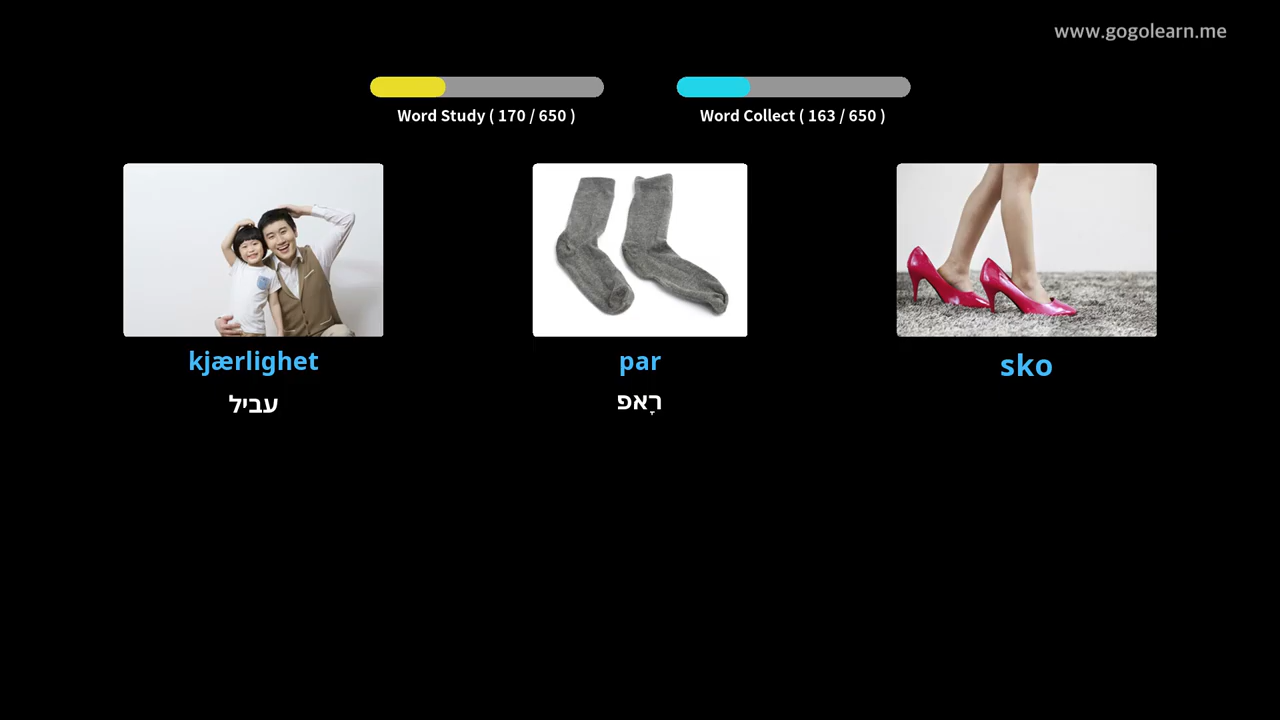 www.gogolearn.me
Word Study ( 170 / 650 )
Word Collect ( 163 / 650 )
kjærlighet
par
sko
עביל
רָאפ